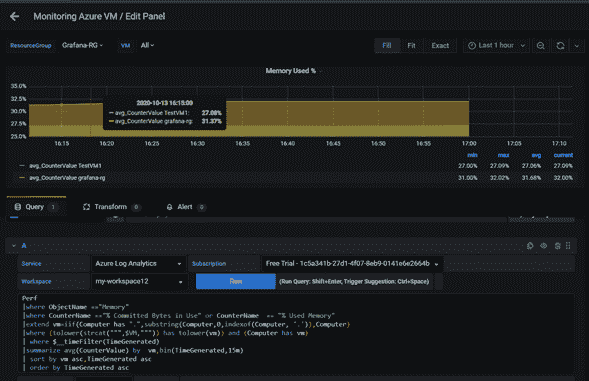 Monitoring Azure VM / Edit Panel
ResourceGroup Grafana-RG VM All Fill Fit Exact Last 1 hour
Memory Used %
35.0%
32.5%
30.0%
27.5%
25.0%
2020-10-13 16:15:00
avg_CounterValue TestVM1: 27.08%
avg_CounterValue grafana-rg: 31.37%
16:15 16:20 16:25 16:30 16:35 16:40 16:45 16:50 16:55 17:00 17:05 17:10
min max avg current
avg_CounterValue TestVM1 27.00% 27.09% 27.06% 27.09%
avg_CounterValue grafana-rg 31.00% 32.02% 31.68% 32.00%
Query 1 Transform 0 Alert 0
A
Service Azure Log Analytics Subscription Free Trial - 1c5a341b-27d1-4f07-8eb9-0141e6e2664b
Workspace my-workspace12 Run (Run Query: Shift+Enter, Trigger Suggestion: Ctrl+Space)
Perf
|where ObjectName =="Memory"
|where CounterName =="% Committed Bytes in Use" or CounterName == "% Used Memory"
|extend vm=iif(Computer has ".",substring(Computer,0,indexof(Computer, '.')),Computer)
|where (tolower(strcat(""",$VM,""")) has tolower(vm)) and (Computer has vm)
| where $__timeFilter(TimeGenerated)
|summarize avg(CounterValue) by vm,bin(TimeGenerated,15m)
| sort by vm asc,TimeGenerated asc
| order by TimeGenerated asc